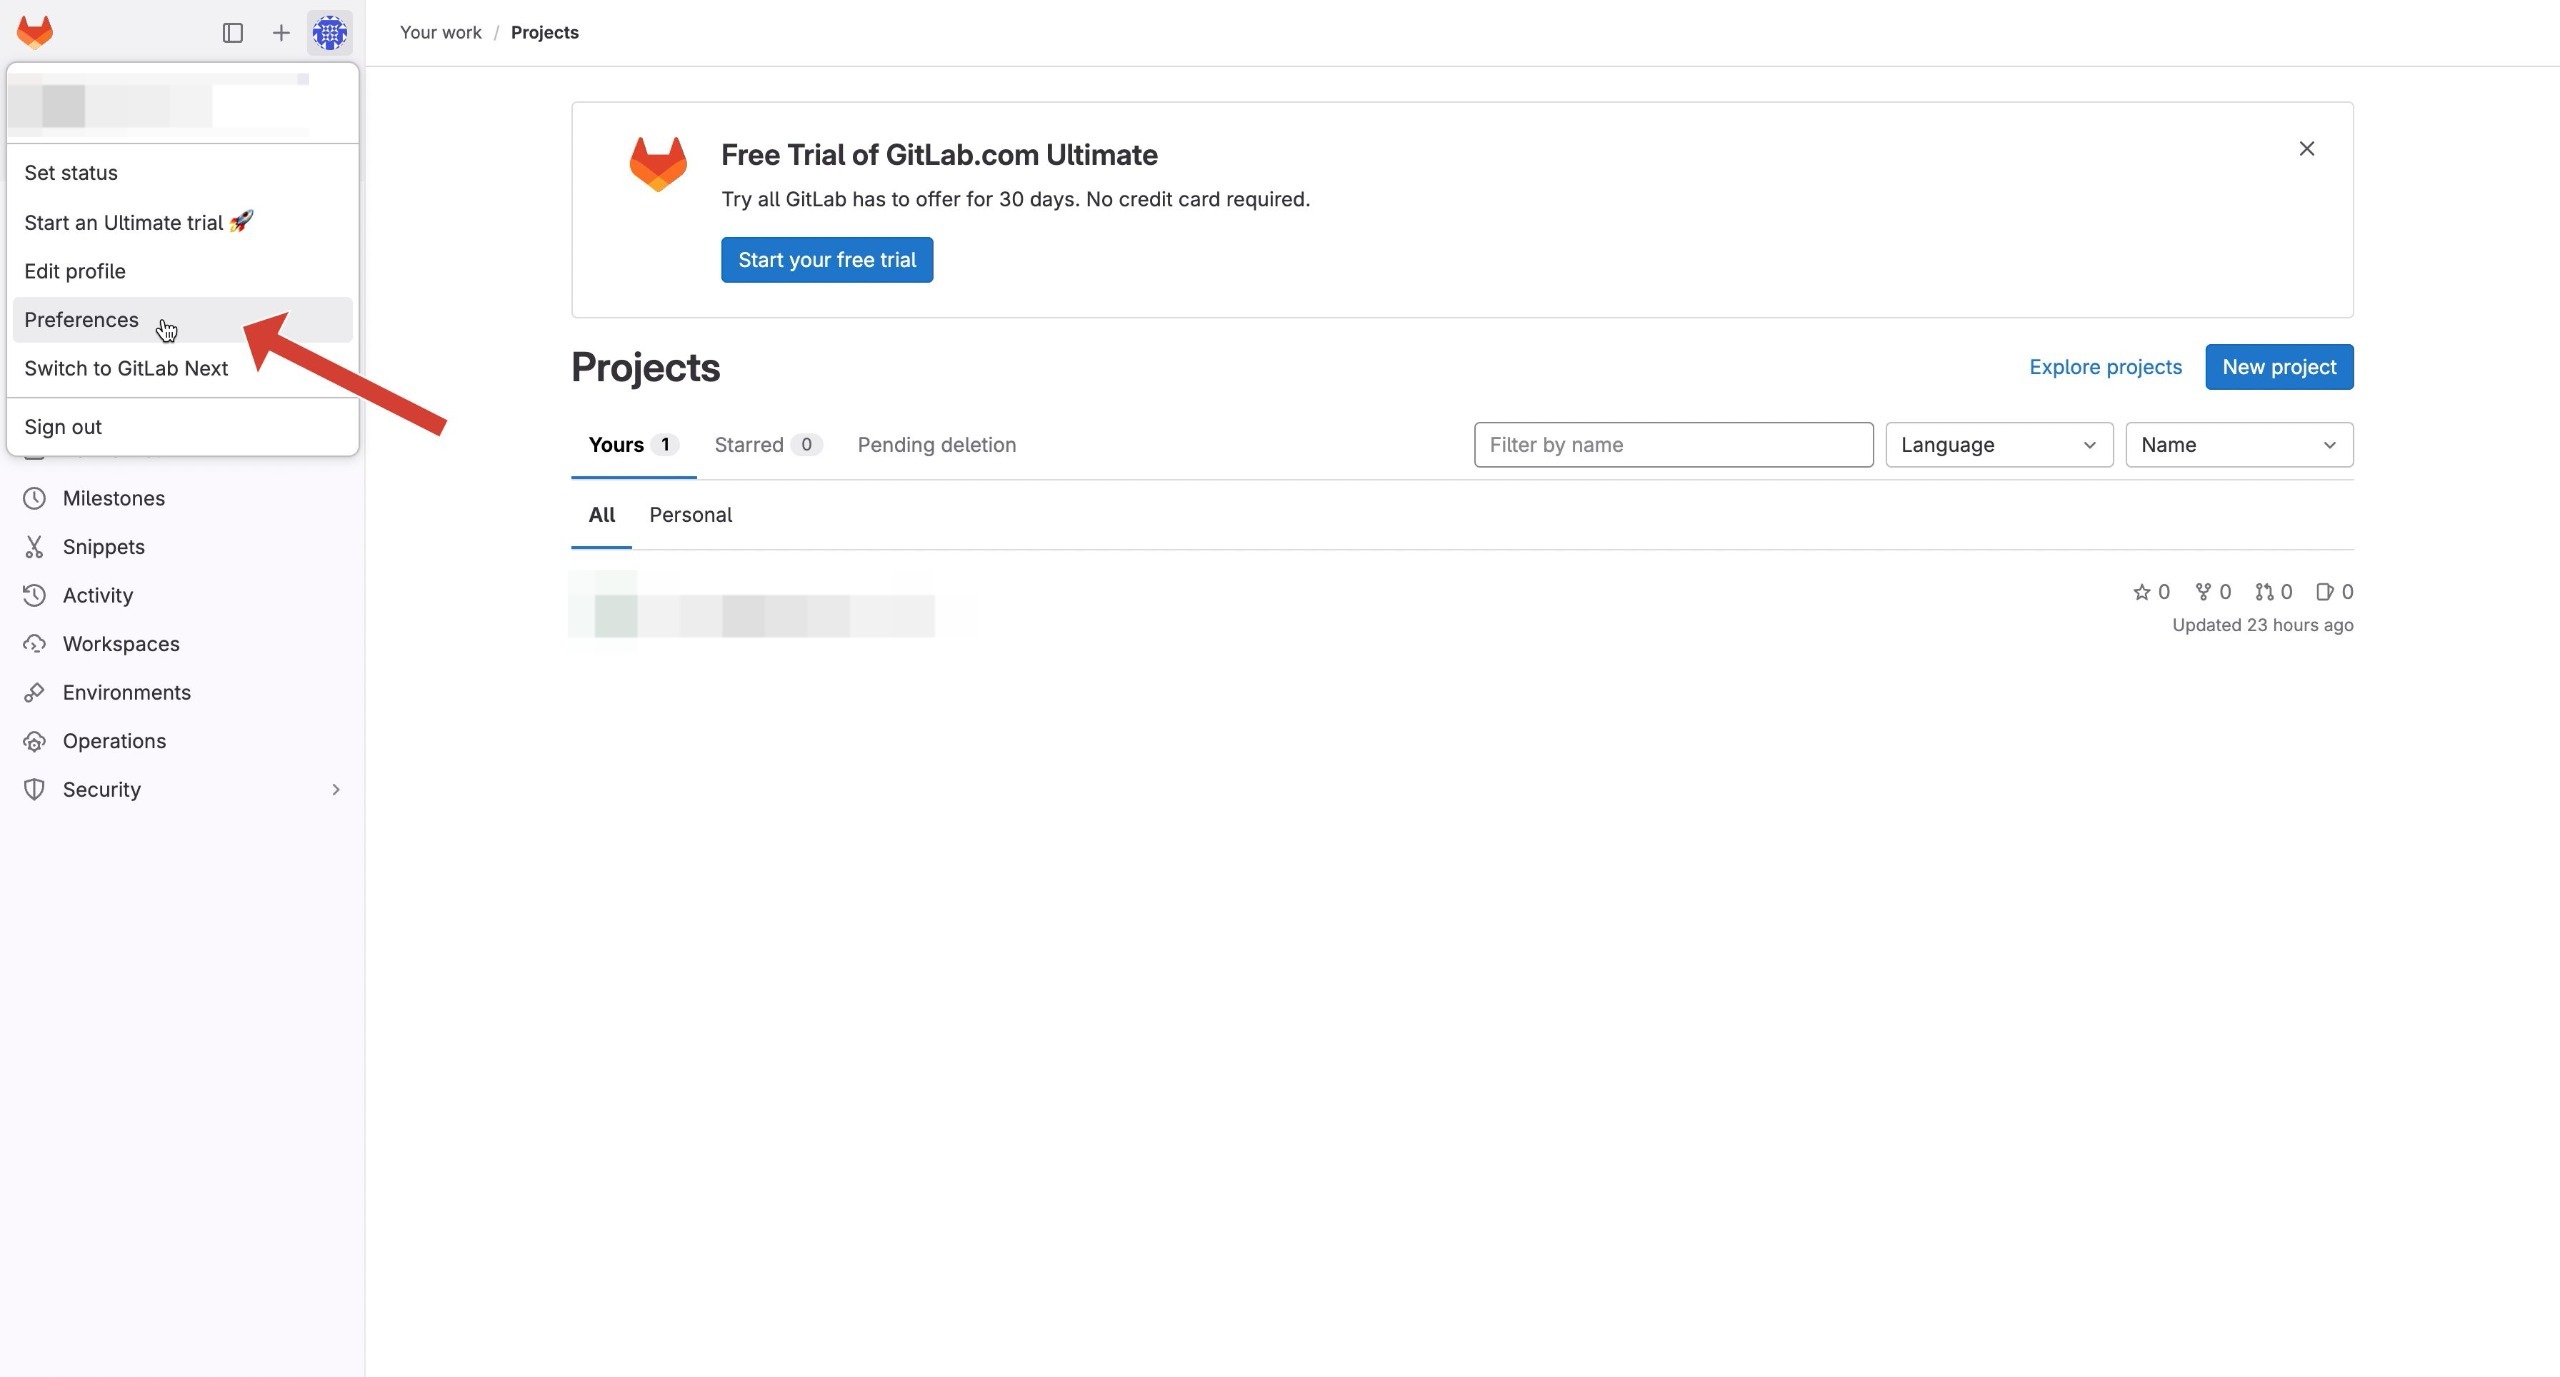 Your work / Projects
Set status
Start an Ultimate trial 🚀
Edit profile
Preferences
Switch to GitLab Next
Sign out
Milestones
Snippets
Activity
Workspaces
Environments
Operations
Security
Free Trial of GitLab.com Ultimate
Try all GitLab has to offer for 30 days. No credit card required.
Start your free trial
Projects
Explore projects
New project
Yours 1
Starred 0
Pending deletion
Filter by name
Language
Name
All
Personal
0 0 0 0
Updated 23 hours ago